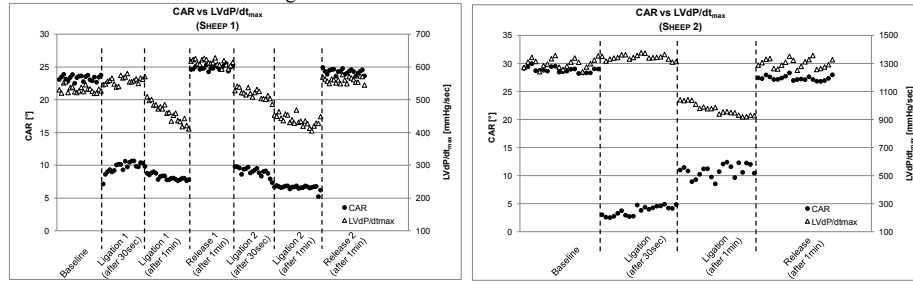 CAR vs LVdP/dtmax
(SHEEP 1)
30
25
20
15
10
5
0
CAR [°]
700
600
500
400
300
200
100
LVdP/dtmax [mmHg/sec]
CAR
LVdP/dtmax
Baseline
Ligation 1
(after 30sec)
Ligation 1
(after 1min)
Release 1
(after 1min)
Ligation 2
(after 30sec)
Ligation 2
(after 1min)
Release 2
(after 1min)
CAR vs LVdP/dtmax
(SHEEP 2)
35
30
25
20
15
10
5
0
CAR [°]
1500
1300
1100
900
700
500
300
100
LVdP/dtmax [mmHg/sec]
CAR
LVdP/dtmax
Baseline
Ligation
(after 30sec)
Ligation
(after 1min)
Release
(after 1min)